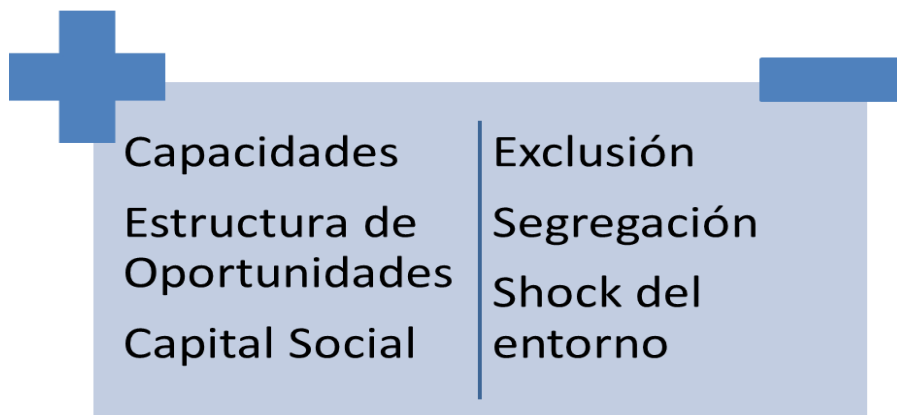 Capacidades
Estructura de
Oportunidades
Capital Social
Exclusión
Segregación
Shock del
entorno